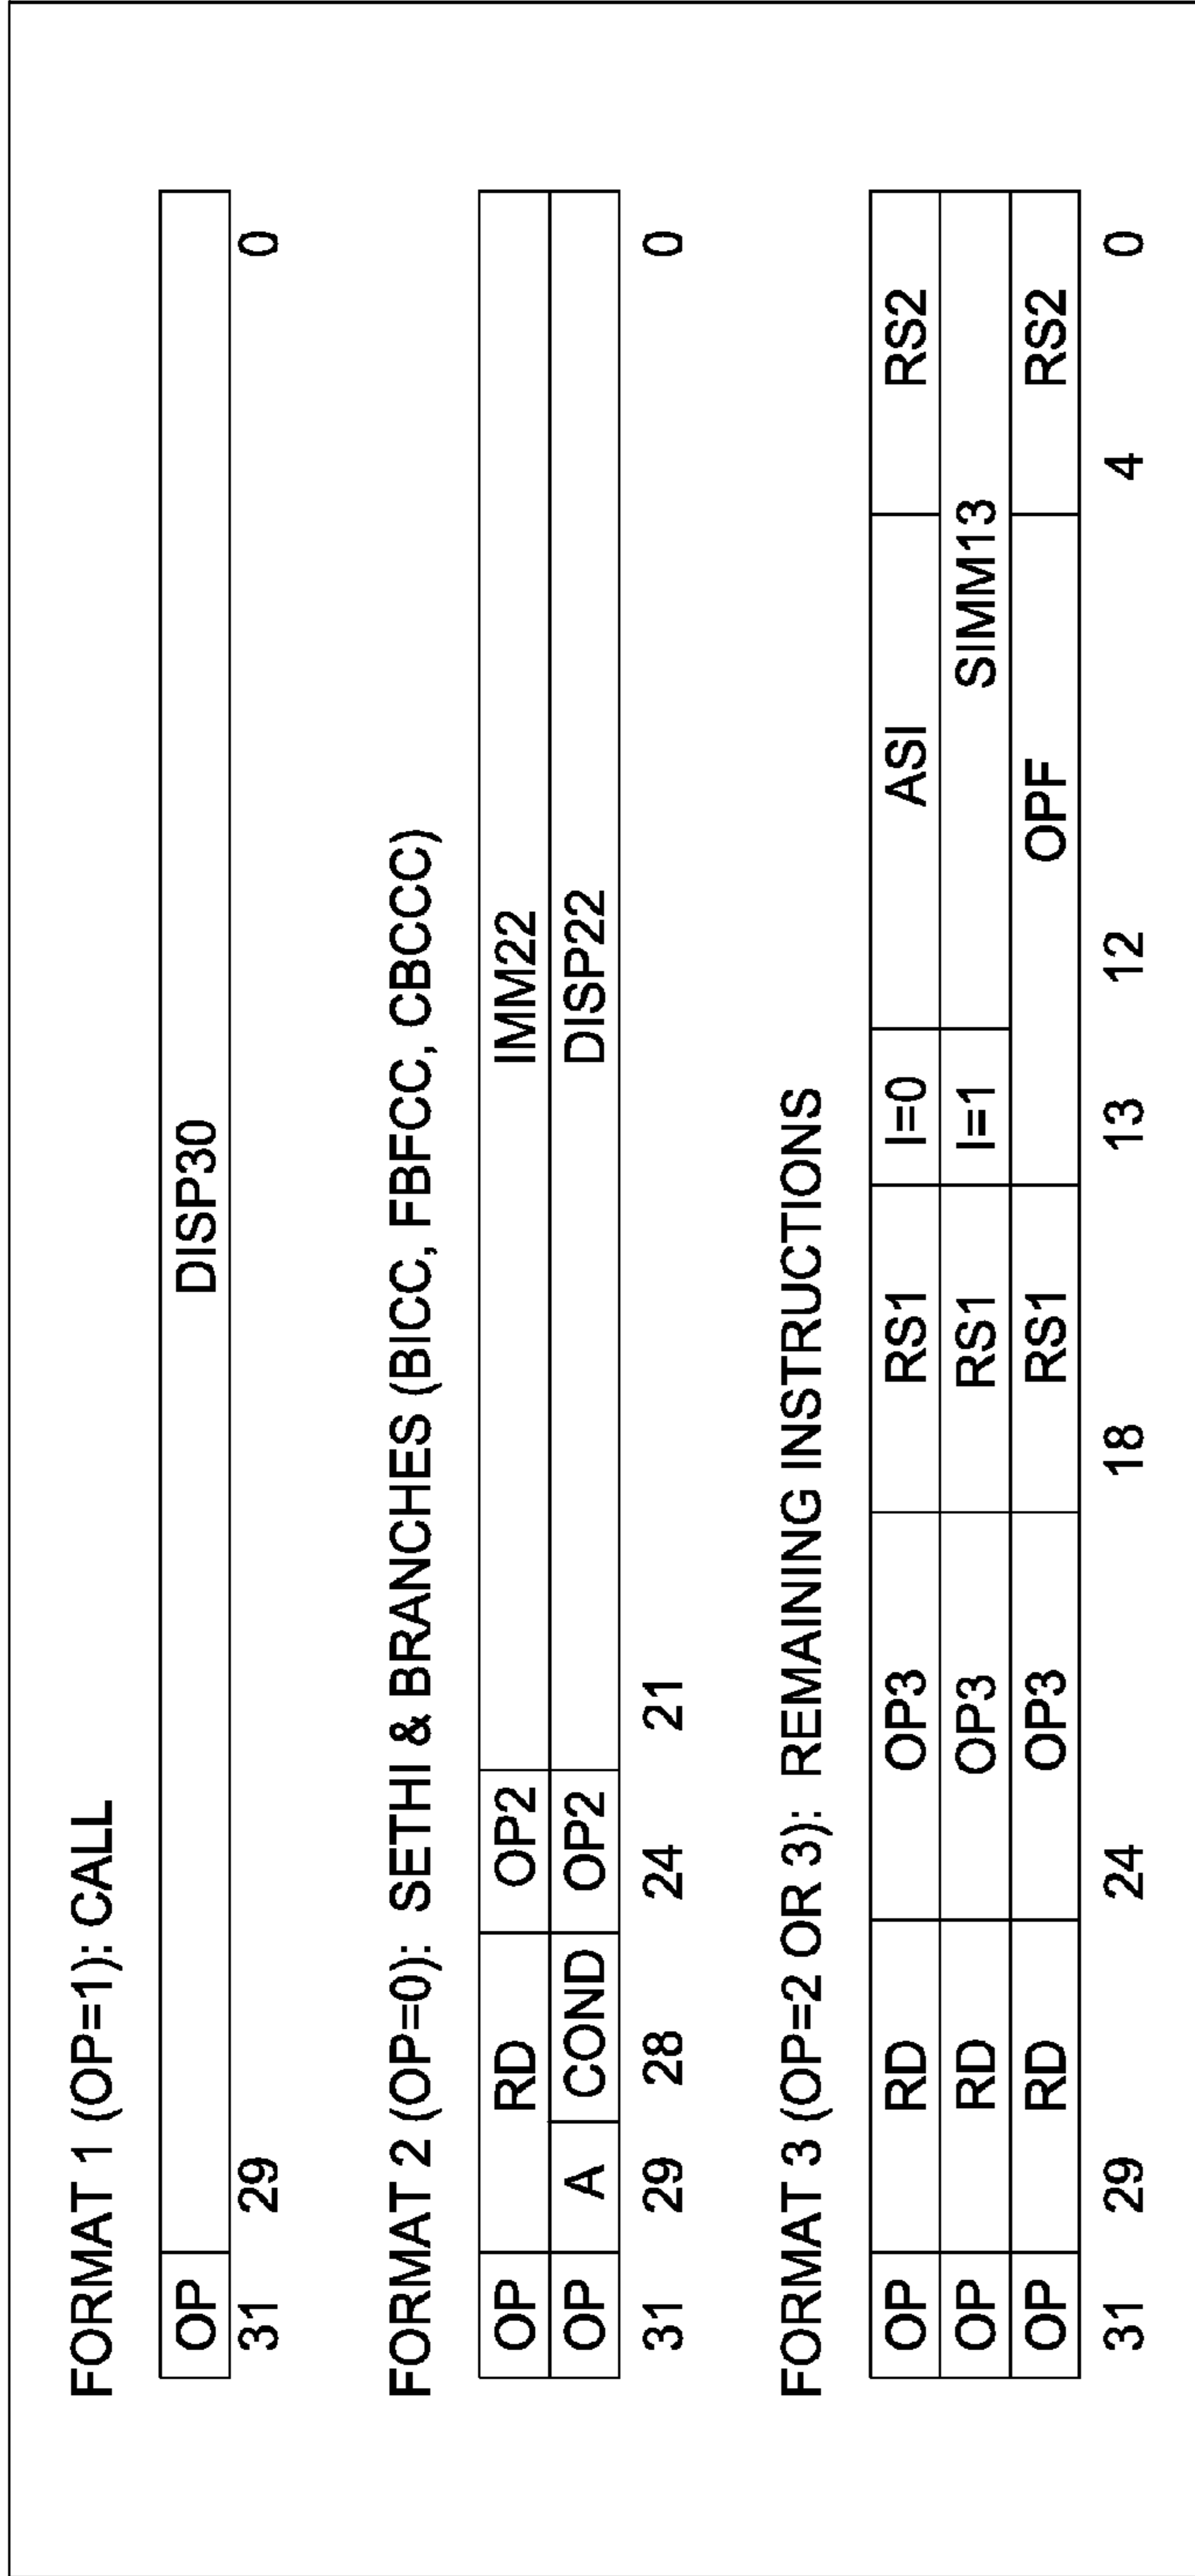 FORMAT 1 (OP=1): CALL
OP DISP30
31 29 0
FORMAT 2 (OP=0): SETHI & BRANCHES (BICC, FBFCC, CBCCC)
OP RD OP2 IMM22
OP A COND OP2 DISP22
31 29 28 24 21 0
FORMAT 3 (OP=2 OR 3): REMAINING INSTRUCTIONS
OP RD OP3 RS1 I=0 ASI RS2
OP RD OP3 RS1 I=1 SIMM13
OP RD OP3 RS1 OPF RS2
31 29 24 18 13 12 4 0